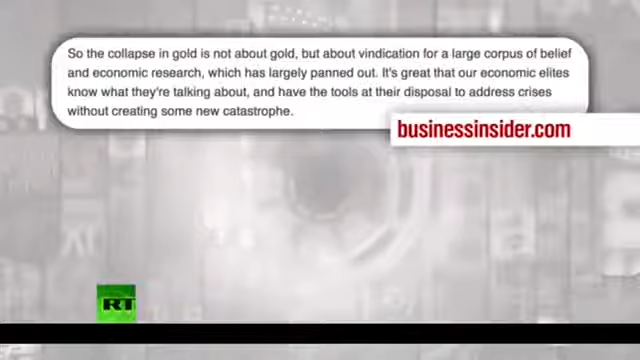 So the collapse in gold is not about gold, but about vindication for a large corpus of belief
and economic research, which has largely panned out. It's great that our economic elites
know what they're talking about, and have the tools at their disposal to address crises
without creating some new catastrophe.
businessinsider.com
RT